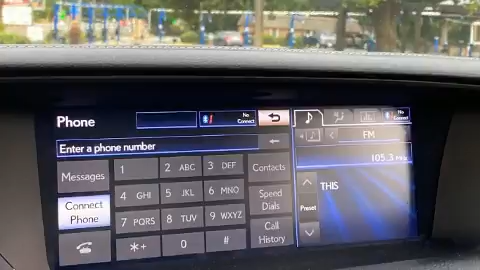 Phone
No Connect
Enter a phone number
Messages
Connect Phone
1
2 ABC
3 DEF
4 GHI
5 JKL
6 MNO
7 PQRS
8 TUV
9 WXYZ
*+
0
#
Contacts
Speed Dials
Call History
No Connect
FM
105.3 MHz
THIS
Preset